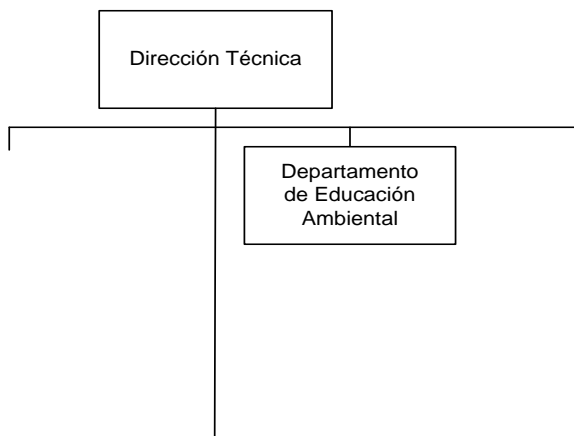 Dirección Técnica
Departamento
de Educación
Ambiental